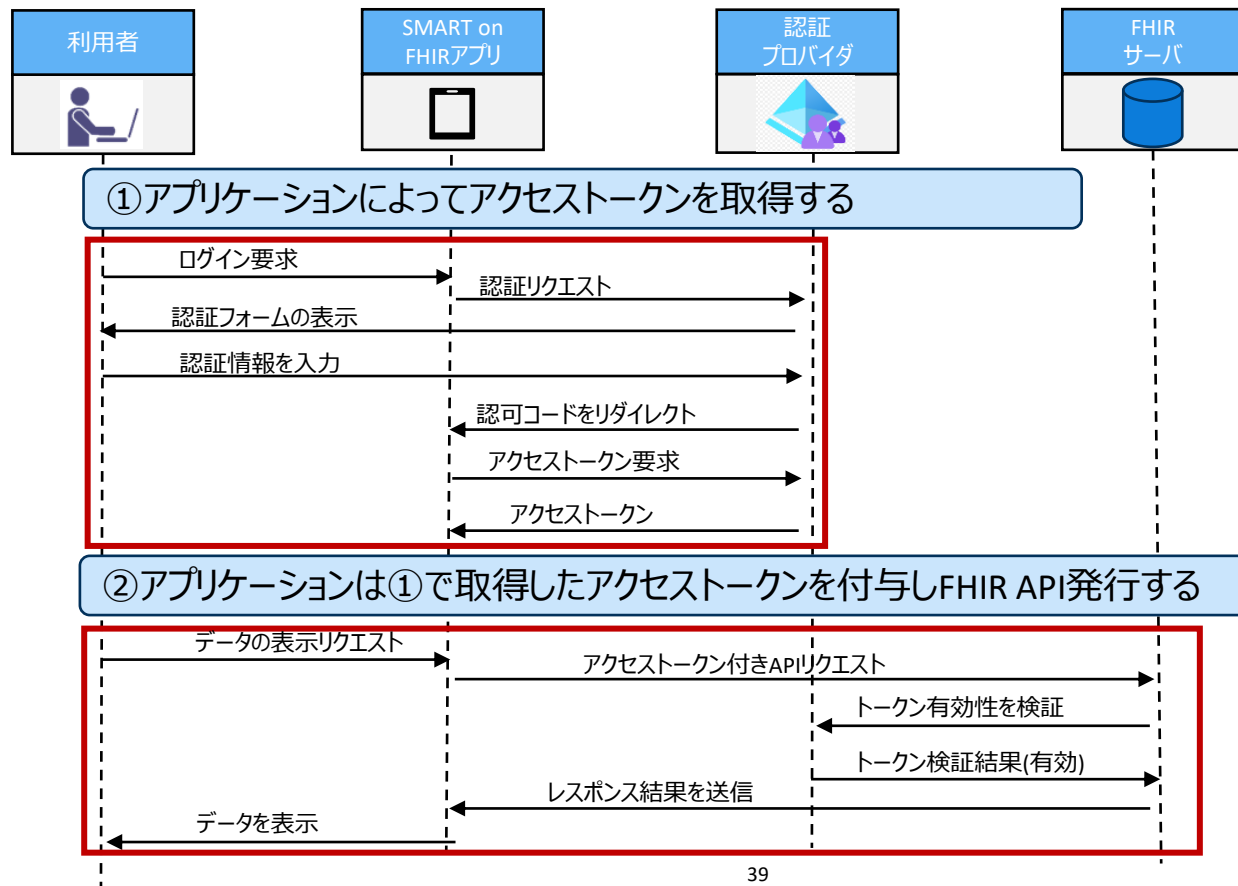 利用者
SMART on
FHIRアプリ
認証
プロバイダ
FHIR
サーバ
①アプリケーションによってアクセストークンを取得する
ログイン要求
認証リクエスト
認証フォームの表示
認証情報を入力
認可コードをリダイレクト
アクセストークン要求
アクセストークン
②アプリケーションは①で取得したアクセストークンを付与しFHIR API発行する
データの表示リクエスト
アクセストークン付きAPIリクエスト
トークン有効性を検証
トークン検証結果(有効)
レスポンス結果を送信
データを表示
39